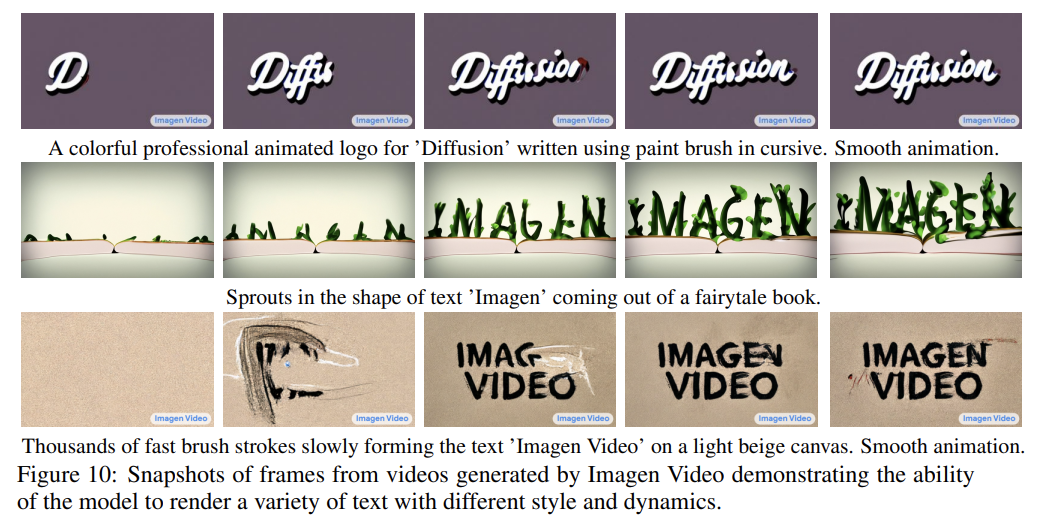 D Diffu Diffusion Diffusion Diffusion
Imagen Video Imagen Video Imagen Video Imagen Video Imagen Video
A colorful professional animated logo for ’Diffusion’ written using paint brush in cursive. Smooth animation.
IMAGEN IMAGEN IMAGEN
Sprouts in the shape of text ’Imagen’ coming out of a fairytale book.
IMAG IMAGEN IMAGEN
VIDEO VIDEO VIDEO
Imagen Video Imagen Video Imagen Video Imagen Video Imagen Video
Thousands of fast brush strokes slowly forming the text ’Imagen Video’ on a light beige canvas. Smooth animation.
Figure 10: Snapshots of frames from videos generated by Imagen Video demonstrating the ability
of the model to render a variety of text with different style and dynamics.